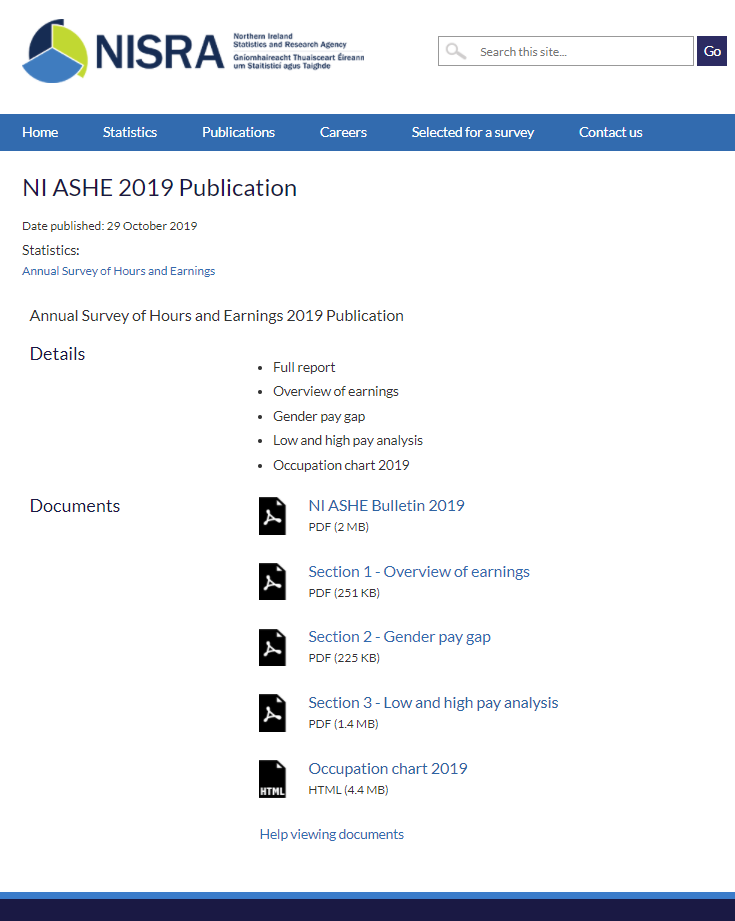 NISRA
Northern Ireland
Statistics and Research Agency
Gníomhaireacht Thuaisceart Éireann
um Staitisticí agus Taighde
Search this site...
Go
Home
Statistics
Publications
Careers
Selected for a survey
Contact us
NI ASHE 2019 Publication
Date published: 29 October 2019
Statistics:
Annual Survey of Hours and Earnings
Annual Survey of Hours and Earnings 2019 Publication
Details
• Full report
• Overview of earnings
• Gender pay gap
• Low and high pay analysis
• Occupation chart 2019
Documents
NI ASHE Bulletin 2019
PDF (2 MB)
Section 1 - Overview of earnings
PDF (251 KB)
Section 2 - Gender pay gap
PDF (225 KB)
Section 3 - Low and high pay analysis
PDF (1.4 MB)
HTML
Occupation chart 2019
HTML (4.4 MB)
Help viewing documents